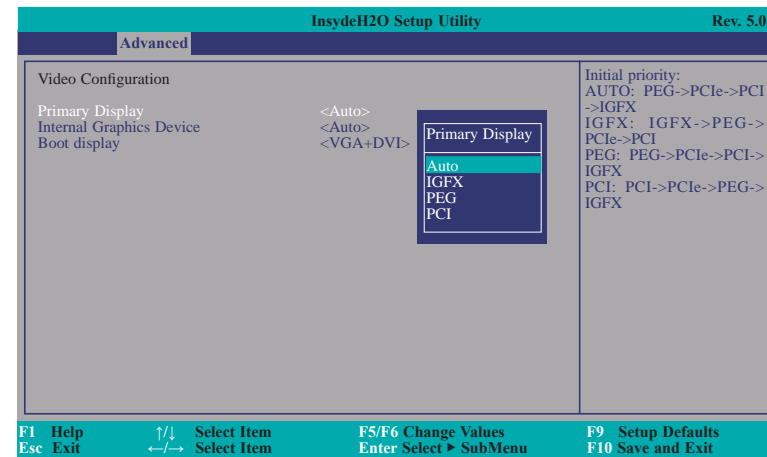 InsydeH2O Setup Utility Rev. 5.0
Advanced
Video Configuration
Primary Display <Auto>
Internal Graphics Device <Auto>
Boot display <VGA+DVI>
Primary Display
Auto
IGFX
PEG
PCI
Initial priority:
AUTO: PEG->PCIe->PCI
->IGFX
IGFX: IGFX->PEG->
PCIe->PCI
PEG: PEG->PCIe->PCI->
IGFX
PCI: PCI->PCIe->PEG->
IGFX
F1 Help ↑/↓ Select Item F5/F6 Change Values F9 Setup Defaults
Esc Exit ←/→ Select Item Enter Select ► SubMenu F10 Save and Exit